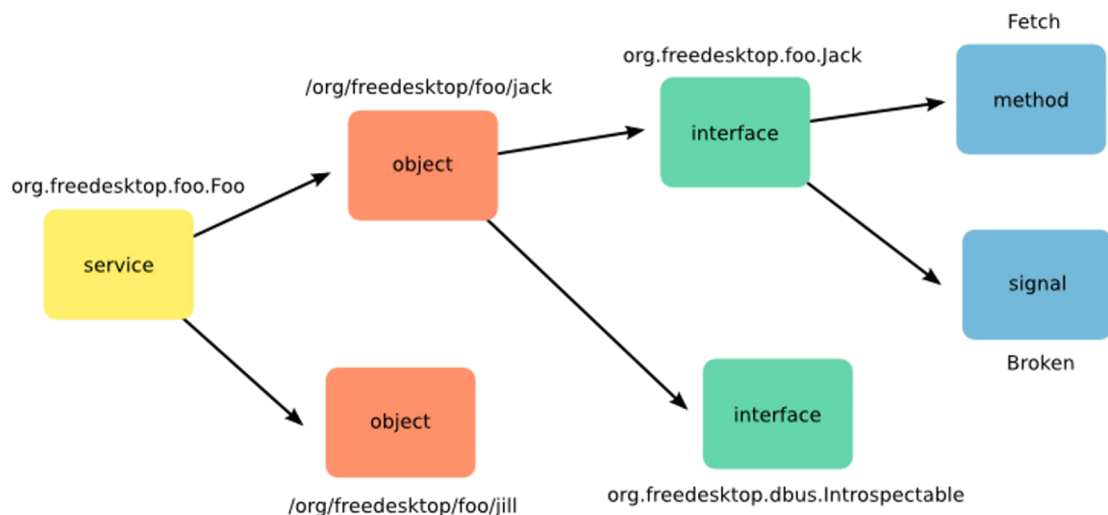 Fetch
org.freedesktop.foo.Jack
method
/org/freedesktop/foo/jack
interface
object
org.freedesktop.foo.Foo
service
signal
Broken
object
interface
/org/freedesktop/foo/jill
org.freedesktop.dbus.Introspectable